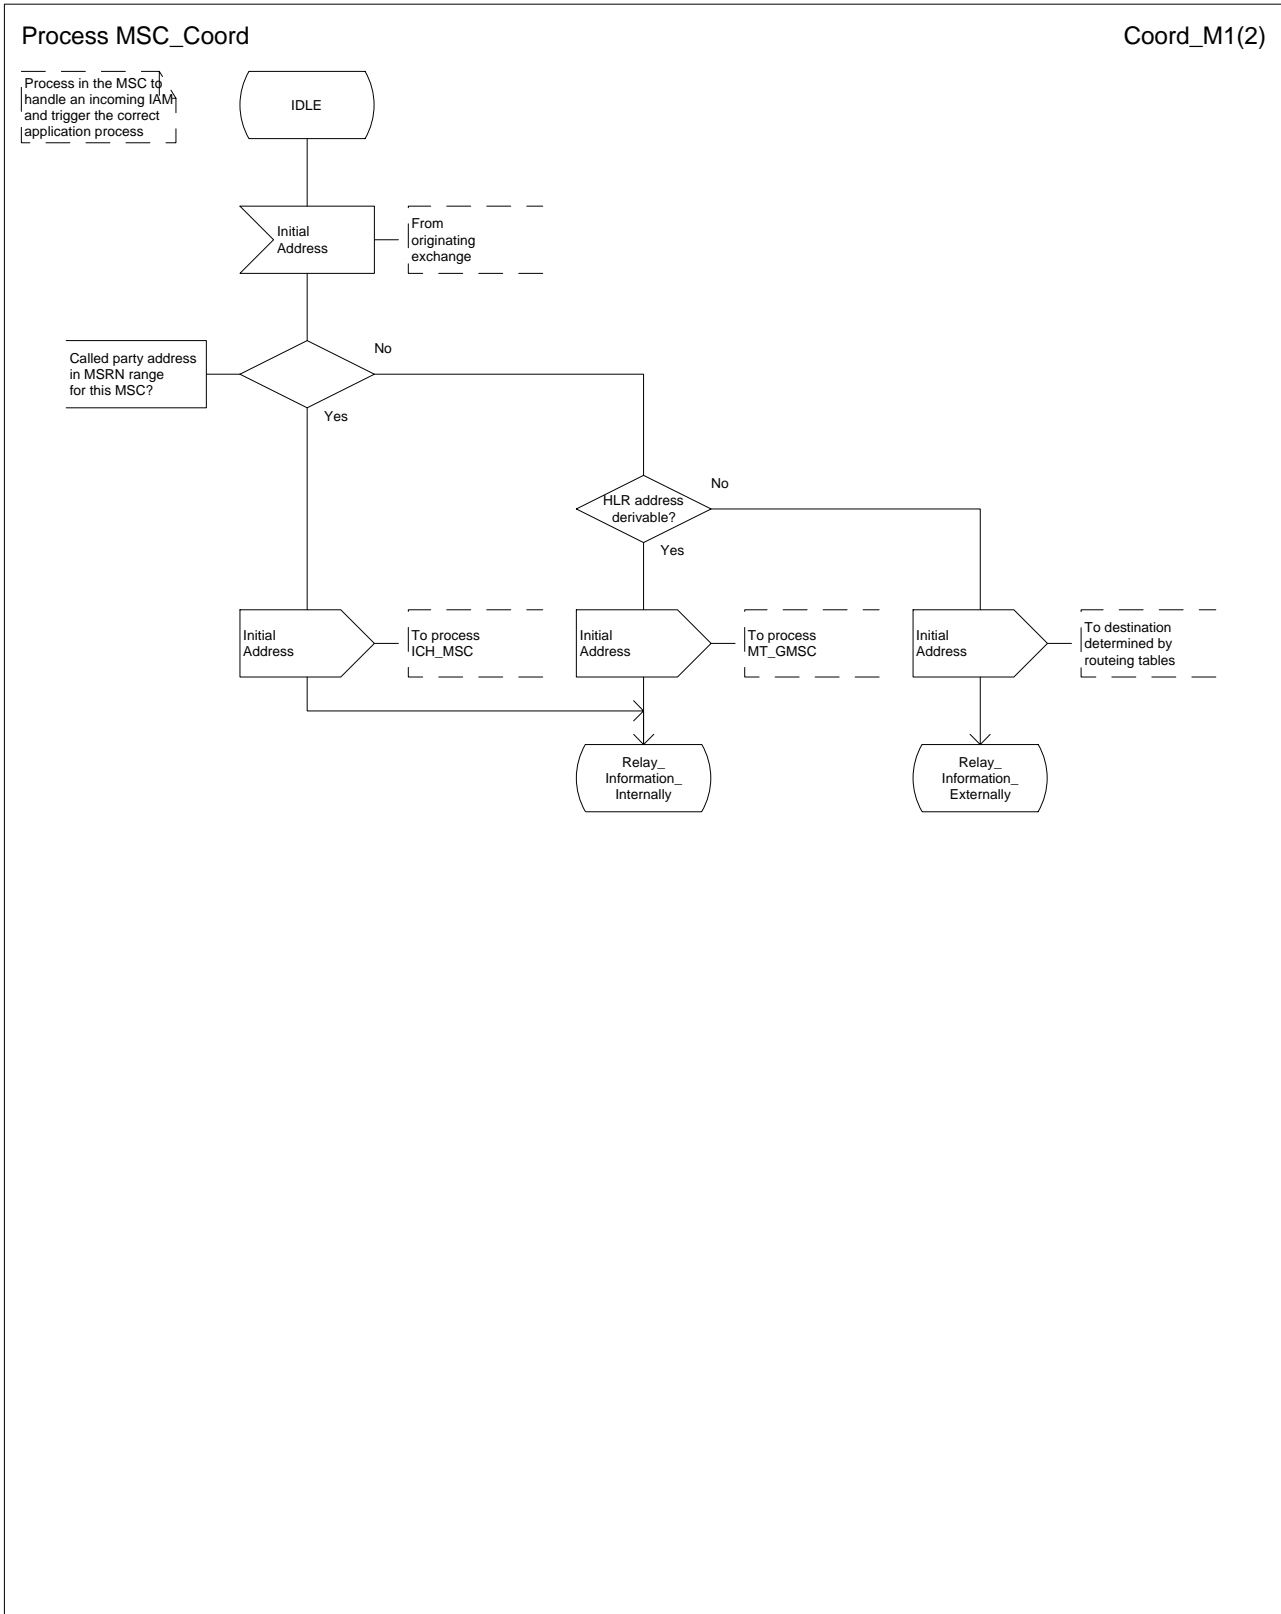 Process MSC_Coord
Coord_M1(2)
Process in the MSC to
handle an incoming IAM
and trigger the correct
application process
IDLE
Initial
Address
From
originating
exchange
Called party address
in MSRN range
for this MSC?
No
Yes
HLR address
derivable?
No
Yes
Initial
Address
To process
ICH_MSC
Initial
Address
To process
MT_GMSC
Initial
Address
To destination
determined by
routeing tables
Relay_
Information_
Internally
Relay_
Information_
Externally